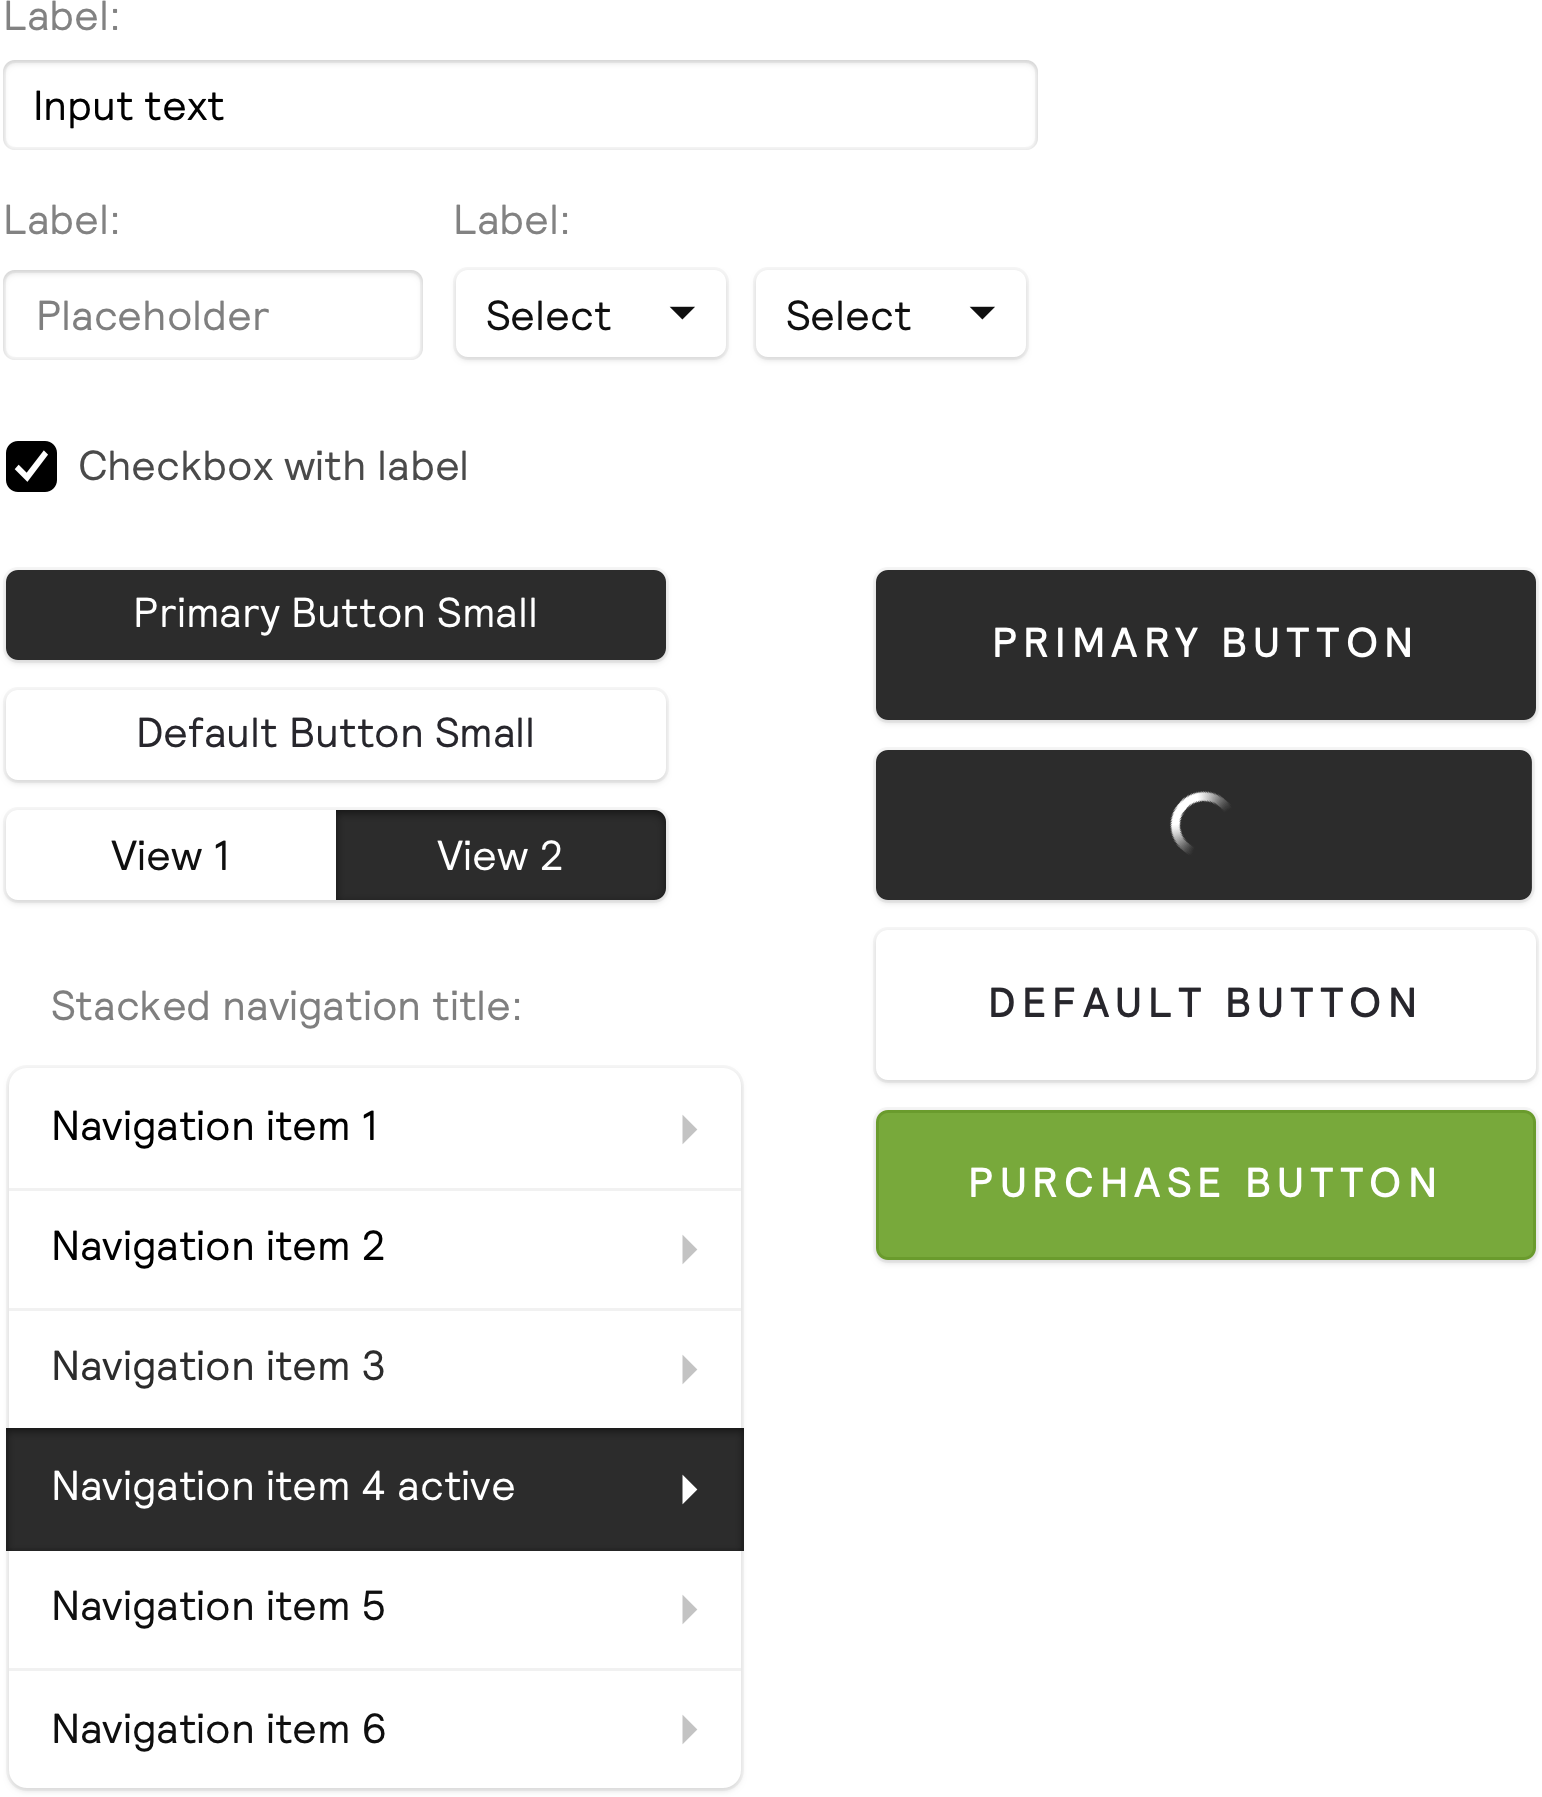 Label:
Input text
Label:
Label:
Placeholder
Select
Select
Checkbox with label
Primary Button Small
Default Button Small
View 1
View 2
PRIMARY BUTTON
DEFAULT BUTTON
PURCHASE BUTTON
Stacked navigation title:
Navigation item 1
Navigation item 2
Navigation item 3
Navigation item 4 active
Navigation item 5
Navigation item 6